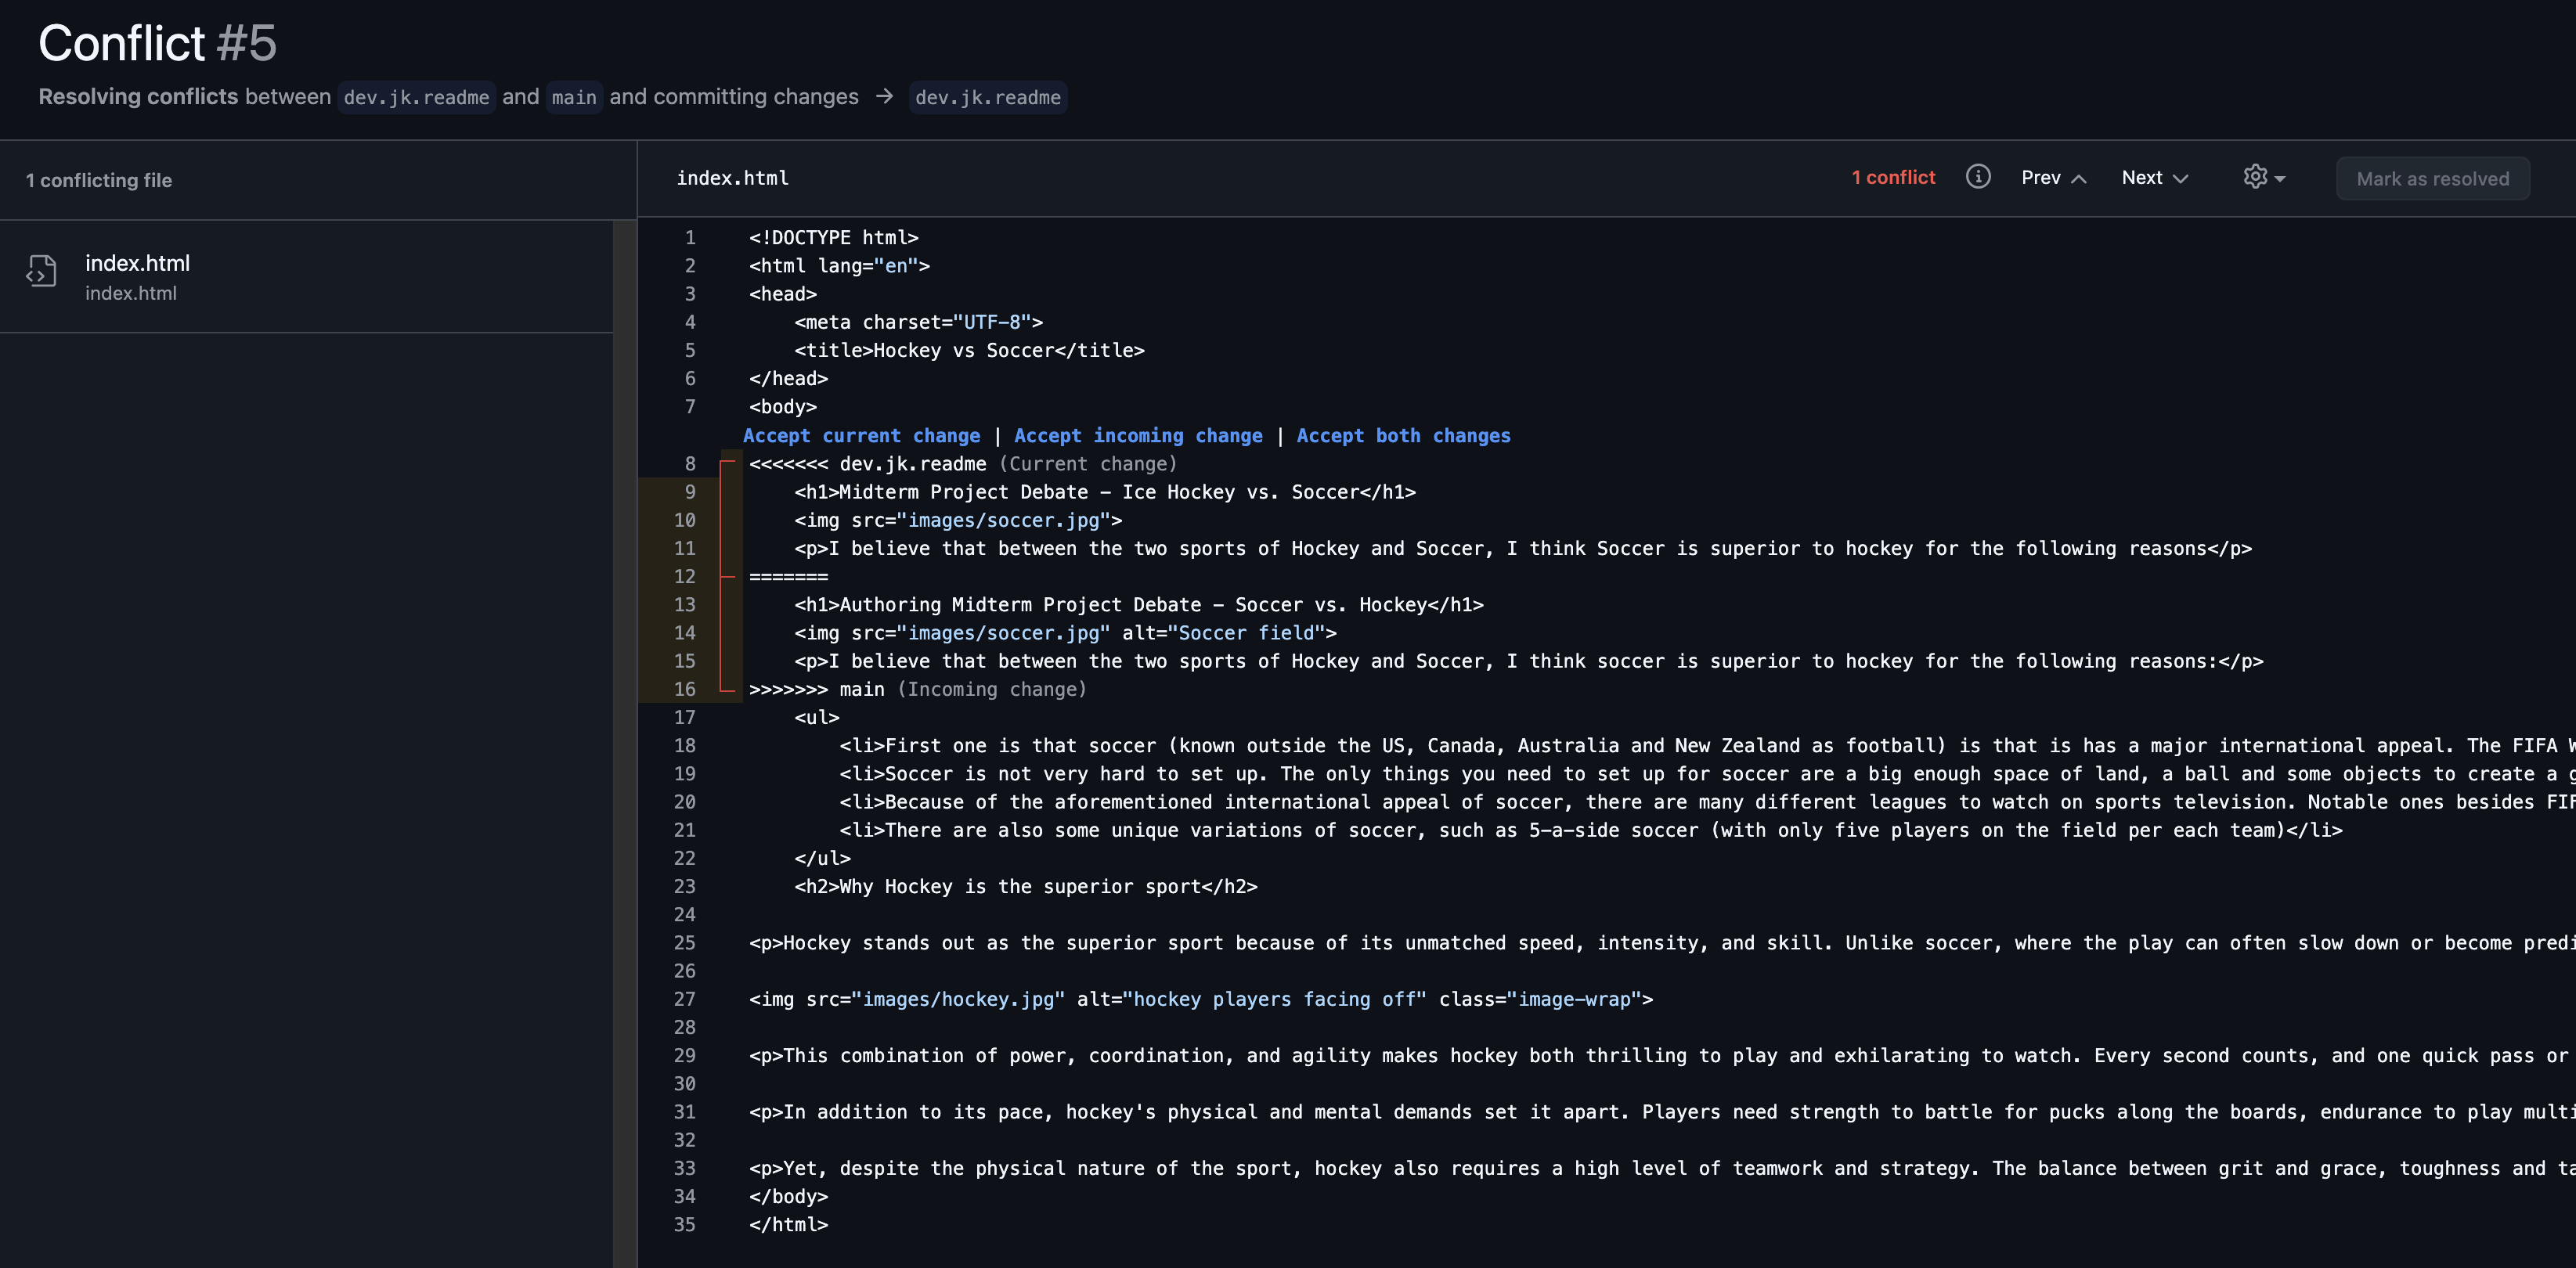 Conflict #5
Resolving conflicts between dev.jk.readme and main and committing changes → dev.jk.readme
1 conflicting file
index.html
index.html
index.html
1 conflict
Prev
Next
Mark as resolved
1 <!DOCTYPE html>
2 <html lang="en">
3 <head>
4     <meta charset="UTF-8">
5     <title>Hockey vs Soccer</title>
6 </head>
7 <body>
Accept current change | Accept incoming change | Accept both changes
8 <<<<<<< dev.jk.readme (Current change)
9     <h1>Midterm Project Debate – Ice Hockey vs. Soccer</h1>
10     <img src="images/soccer.jpg">
11     <p>I believe that between the two sports of Hockey and Soccer, I think Soccer is superior to hockey for the following reasons</p>
12 =======
13     <h1>Authoring Midterm Project Debate – Soccer vs. Hockey</h1>
14     <img src="images/soccer.jpg" alt="Soccer field">
15     <p>I believe that between the two sports of Hockey and Soccer, I think soccer is superior to hockey for the following reasons:</p>
16 >>>>>>> main (Incoming change)
17     <ul>
18         <li>First one is that soccer (known outside the US, Canada, Australia and New Zealand as football) is that is has a major international appeal. The FIFA
19         <li>Soccer is not very hard to set up. The only things you need to set up for soccer are a big enough space of land, a ball and some objects to create a
20         <li>Because of the aforementioned international appeal of soccer, there are many different leagues to watch on sports television. Notable ones besides
21         <li>There are also some unique variations of soccer, such as 5-a-side soccer (with only five players on the field per each team)</li>
22     </ul>
23     <h2>Why Hockey is the superior sport</h2>
24
25 <p>Hockey stands out as the superior sport because of its unmatched speed, intensity, and skill. Unlike soccer, where the play can often slow down or become
26
27 <img src="images/hockey.jpg" alt="hockey players facing off" class="image-wrap">
28
29 <p>This combination of power, coordination, and agility makes hockey both thrilling to play and exhilarating to watch. Every second counts, and one quick pass or
30
31 <p>In addition to its pace, hockey's physical and mental demands set it apart. Players need strength to battle for pucks along the boards, endurance to play
32
33 <p>Yet, despite the physical nature of the sport, hockey also requires a high level of teamwork and strategy. The balance between grit and grace, toughness and
34 </body>
35 </html>